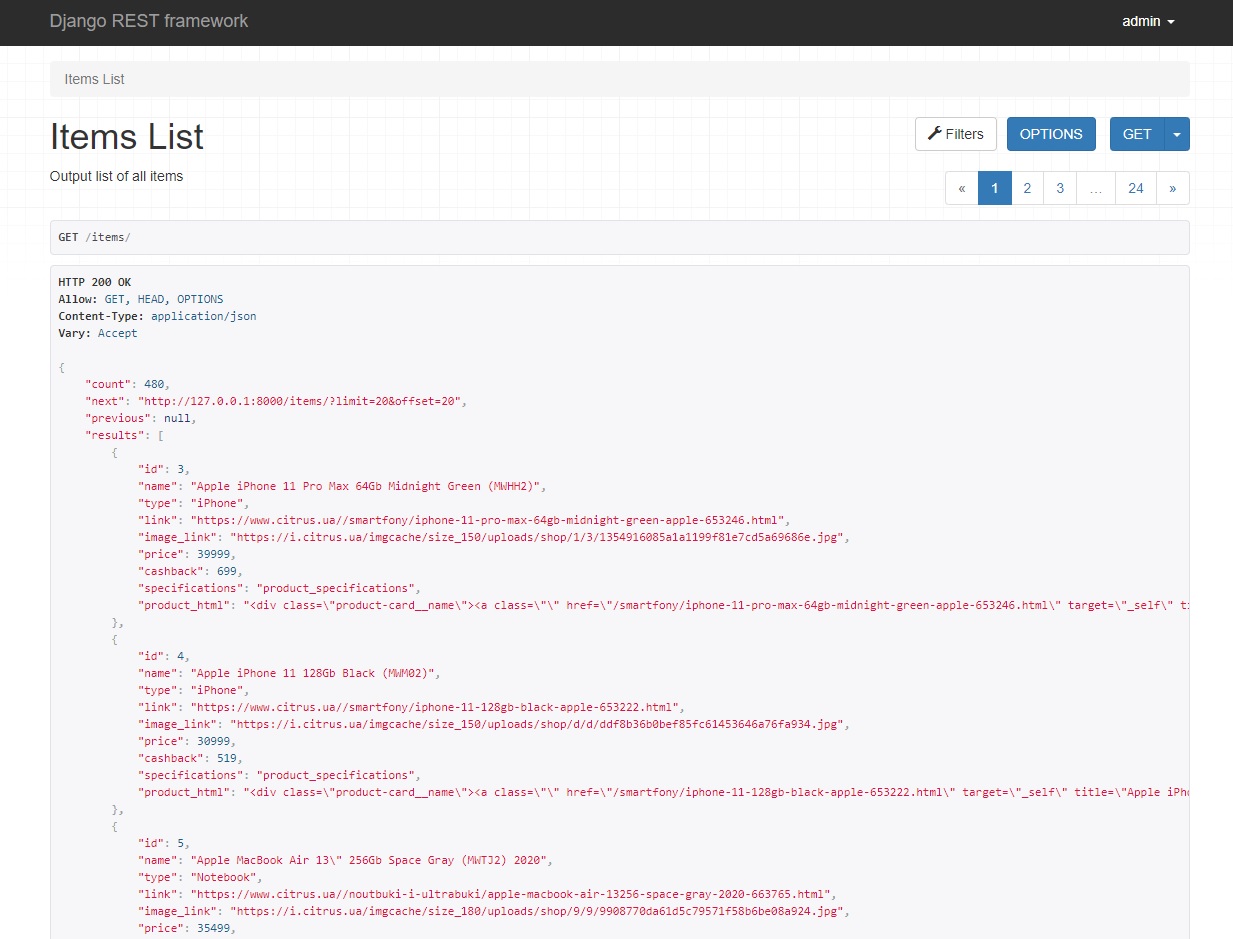 Django REST framework
admin
Items List
Items List
Filters
OPTIONS
GET
Output list of all items
« 1 2 3 … 24 »
GET /items/
HTTP 200 OK
Allow: GET, HEAD, OPTIONS
Content-Type: application/json
Vary: Accept
{
"count": 480,
"next": "http://127.0.0.1:8000/items/?limit=20&offset=20",
"previous": null,
"results": [
{
"id": 3,
"name": "Apple iPhone 11 Pro Max 64Gb Midnight Green (MWHH2)",
"type": "iPhone",
"link": "https://www.citrus.ua//smartfony/iphone-11-pro-max-64gb-midnight-green-apple-653246.html",
"image_link": "https://i.citrus.ua/imgcache/size_150/uploads/shop/1/3/1354916085a1a1199f81e7cd5a69686e.jpg",
"price": 39999,
"cashback": 699,
"specifications": "product_specifications",
"product_html": "<div class=\"product-card__name\"><a class=\"\" href=\"/smartfony/iphone-11-pro-max-64gb-midnight-green-apple-653246.html\" target=\"_self\" ti
},
{
"id": 4,
"name": "Apple iPhone 11 128Gb Black (MWM02)",
"type": "iPhone",
"link": "https://www.citrus.ua//smartfony/iphone-11-128gb-black-apple-653222.html",
"image_link": "https://i.citrus.ua/imgcache/size_150/uploads/shop/d/d/ddf8b36b0bef85fc61453646a76fa934.jpg",
"price": 30999,
"cashback": 519,
"specifications": "product_specifications",
"product_html": "<div class=\"product-card__name\"><a class=\"\" href=\"/smartfony/iphone-11-128gb-black-apple-653222.html\" target=\"_self\" title=\"Apple iPho
},
{
"id": 5,
"name": "Apple MacBook Air 13\" 256Gb Space Gray (MWTJ2) 2020",
"type": "Notebook",
"link": "https://www.citrus.ua//noutbuki-i-ultrabuki/apple-macbook-air-13256-space-gray-2020-663765.html",
"image_link": "https://i.citrus.ua/imgcache/size_180/uploads/shop/9/9/9908770da61d5c79571f58b6be08a924.jpg",
"price": 35499,